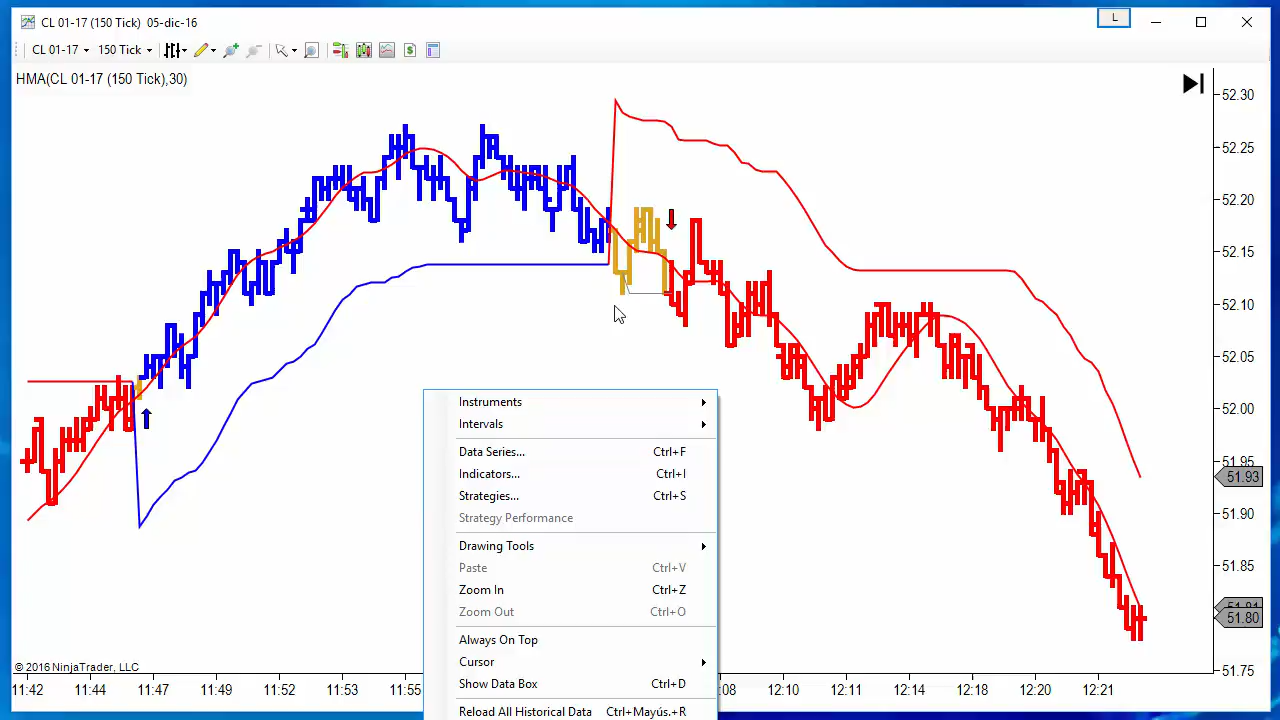 CL 01-17 (150 Tick)  05-dic-16
L
CL 01-17 150 Tick
HMA(CL 01-17 (150 Tick),30)
52.30
52.25
52.20
52.15
52.10
52.05
52.00
51.95
51.93
51.90
51.85
51.80
51.75
Instruments
Intervals
Data Series... Ctrl+F
Indicators... Ctrl+I
Strategies... Ctrl+S
Strategy Performance
Drawing Tools
Paste Ctrl+V
Zoom In Ctrl+Z
Zoom Out Ctrl+O
Always On Top
Cursor
Show Data Box Ctrl+D
Reload All Historical Data Ctrl+Mayús.+R
© 2016 NinjaTrader, LLC
11:42 11:44 11:47 11:49 11:51 11:53 11:55 12:10 12:11 12:14 12:18 12:20 12:21